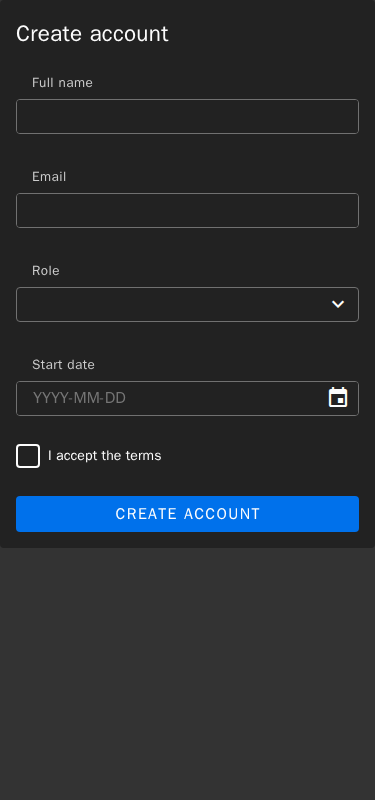 Create account
Full name
Email
Role
Start date
YYYY-MM-DD
I accept the terms
CREATE ACCOUNT